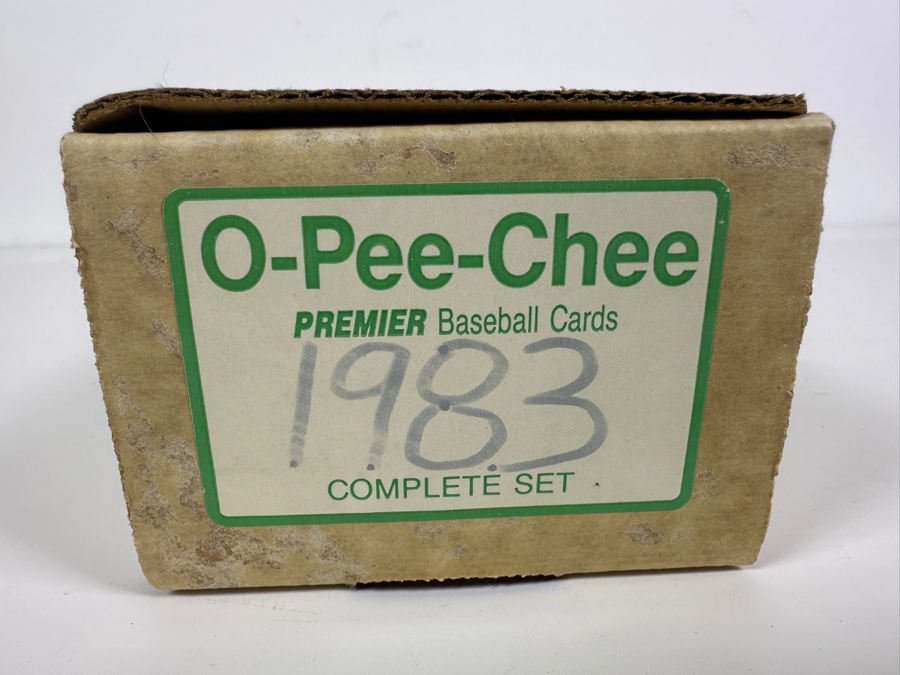 O-Pee-Chee
PREMIER Baseball Cards
1983
COMPLETE SET